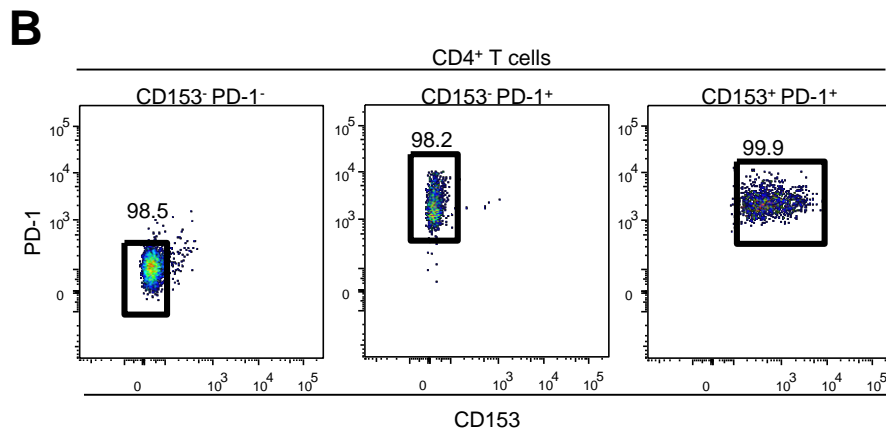 B
CD4⁺ T cells
CD153⁻ PD-1⁻
CD153⁻ PD-1⁺
CD153⁺ PD-1⁺
98.5
98.2
99.9
PD-1
10⁵
10⁴
10³
0
10⁵
10⁴
10³
0
10⁵
10⁴
10³
0
0 10³ 10⁴ 10⁵
0 10³ 10⁴ 10⁵
0 10³ 10⁴ 10⁵
CD153